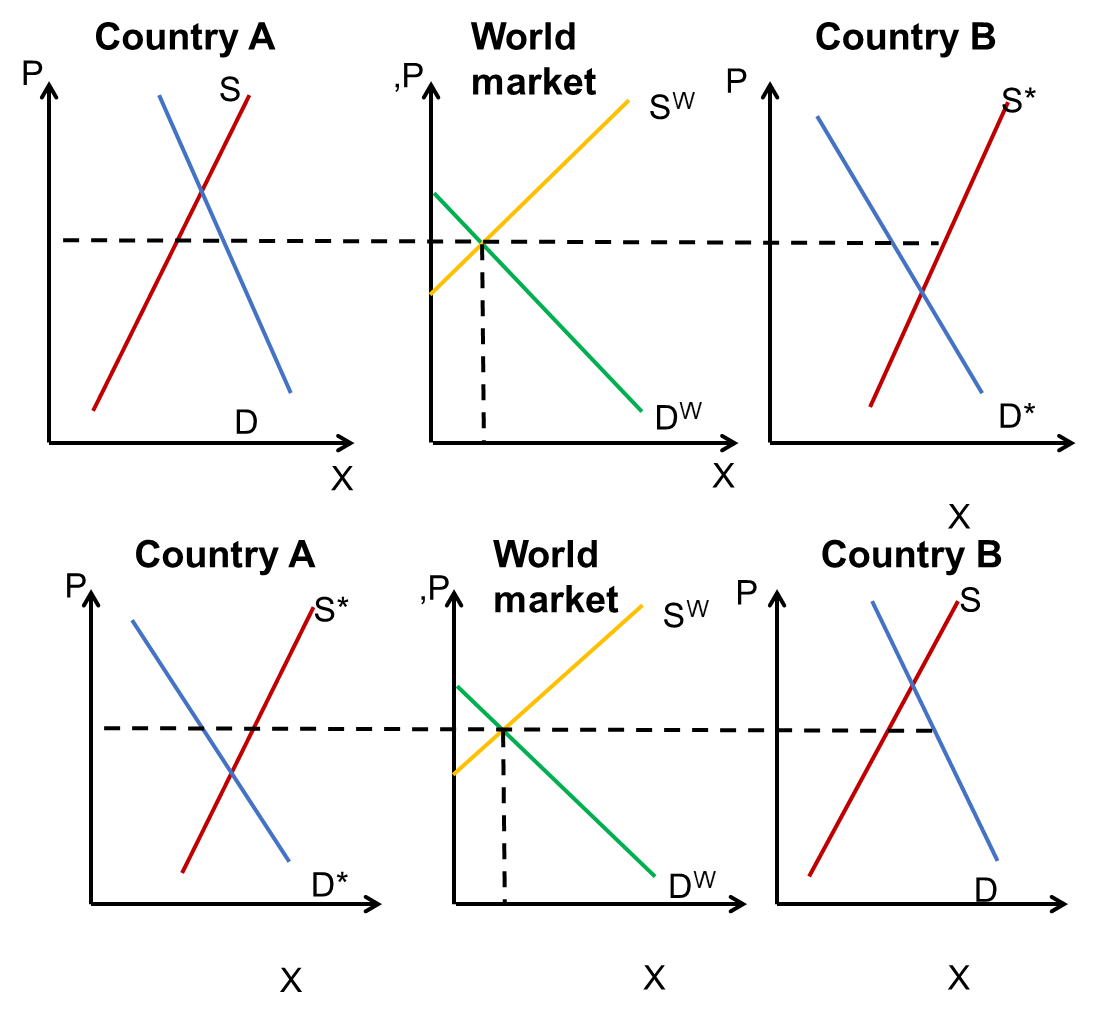 Country A
World
market
Country B
P
S
,P
S^W
P
S*
D
D^W
D*
X
X
X
Country A
World
market
Country B
P
S*
,P
S^W
P
S
D*
D^W
D
X
X
X